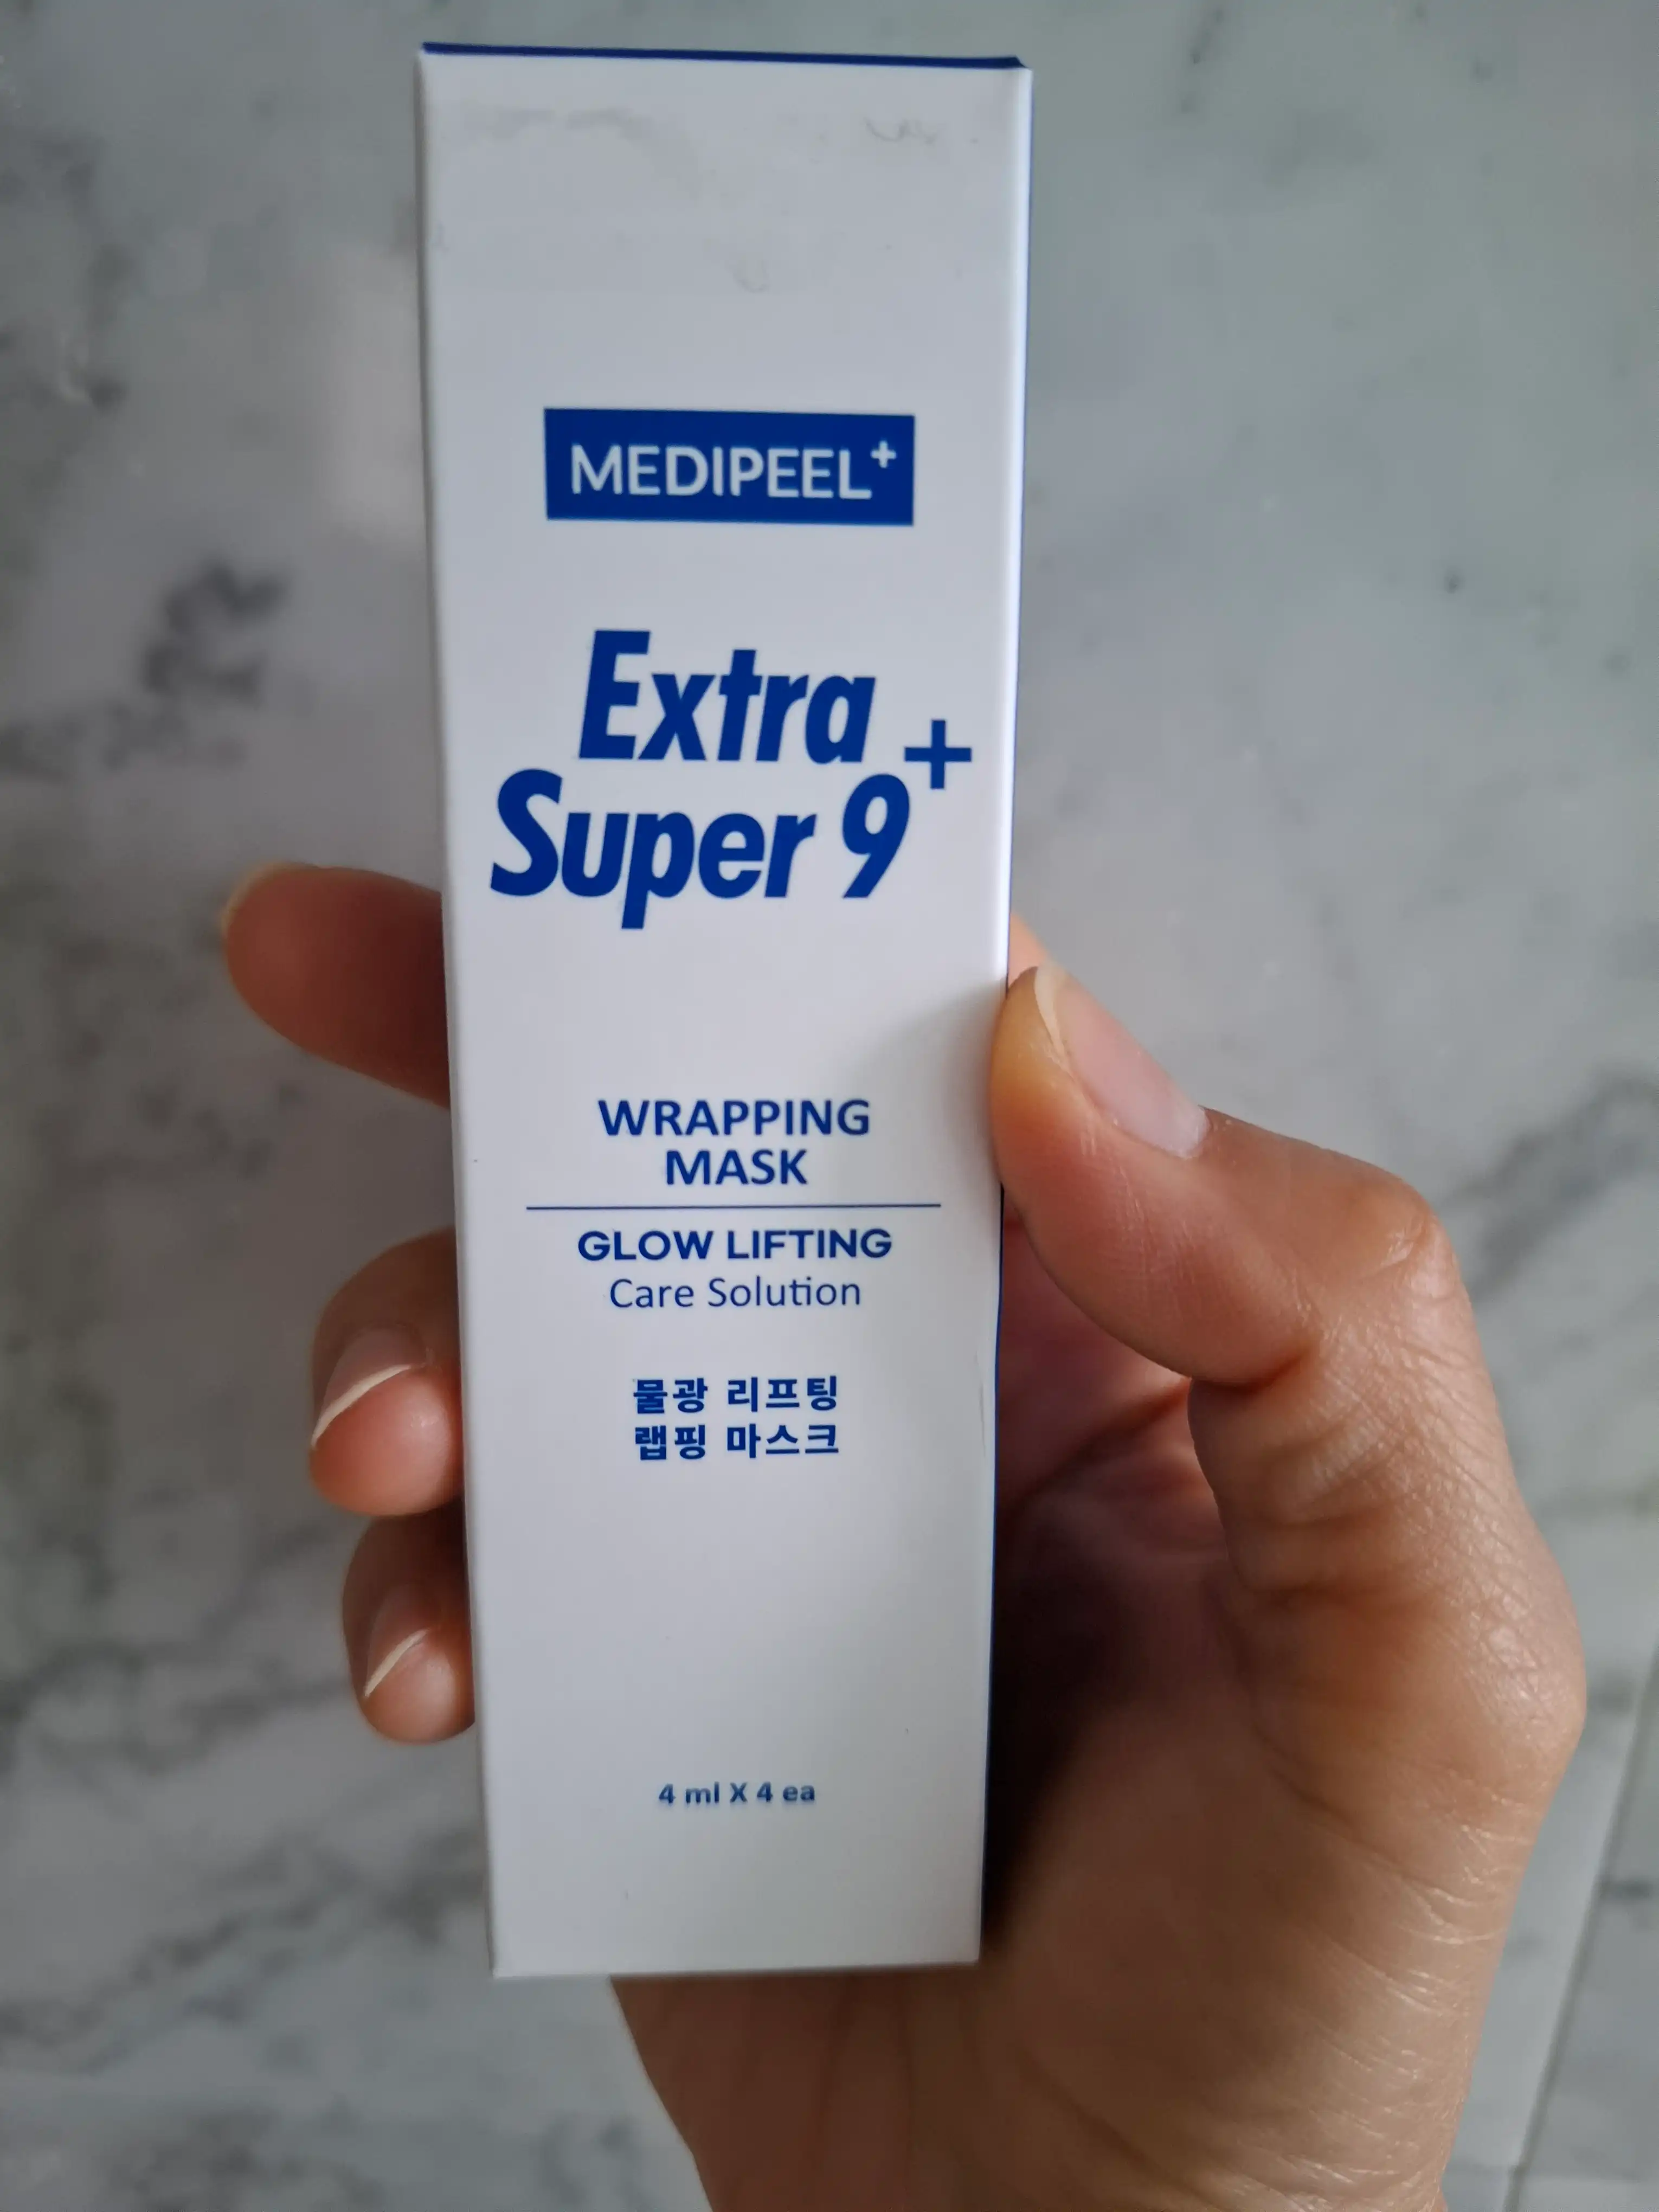 MEDIPEEL+
Extra
Super 9+
WRAPPING
MASK
GLOW LIFTING
Care Solution
물광 리프팅
랩핑 마스크
4 ml X 4 ea